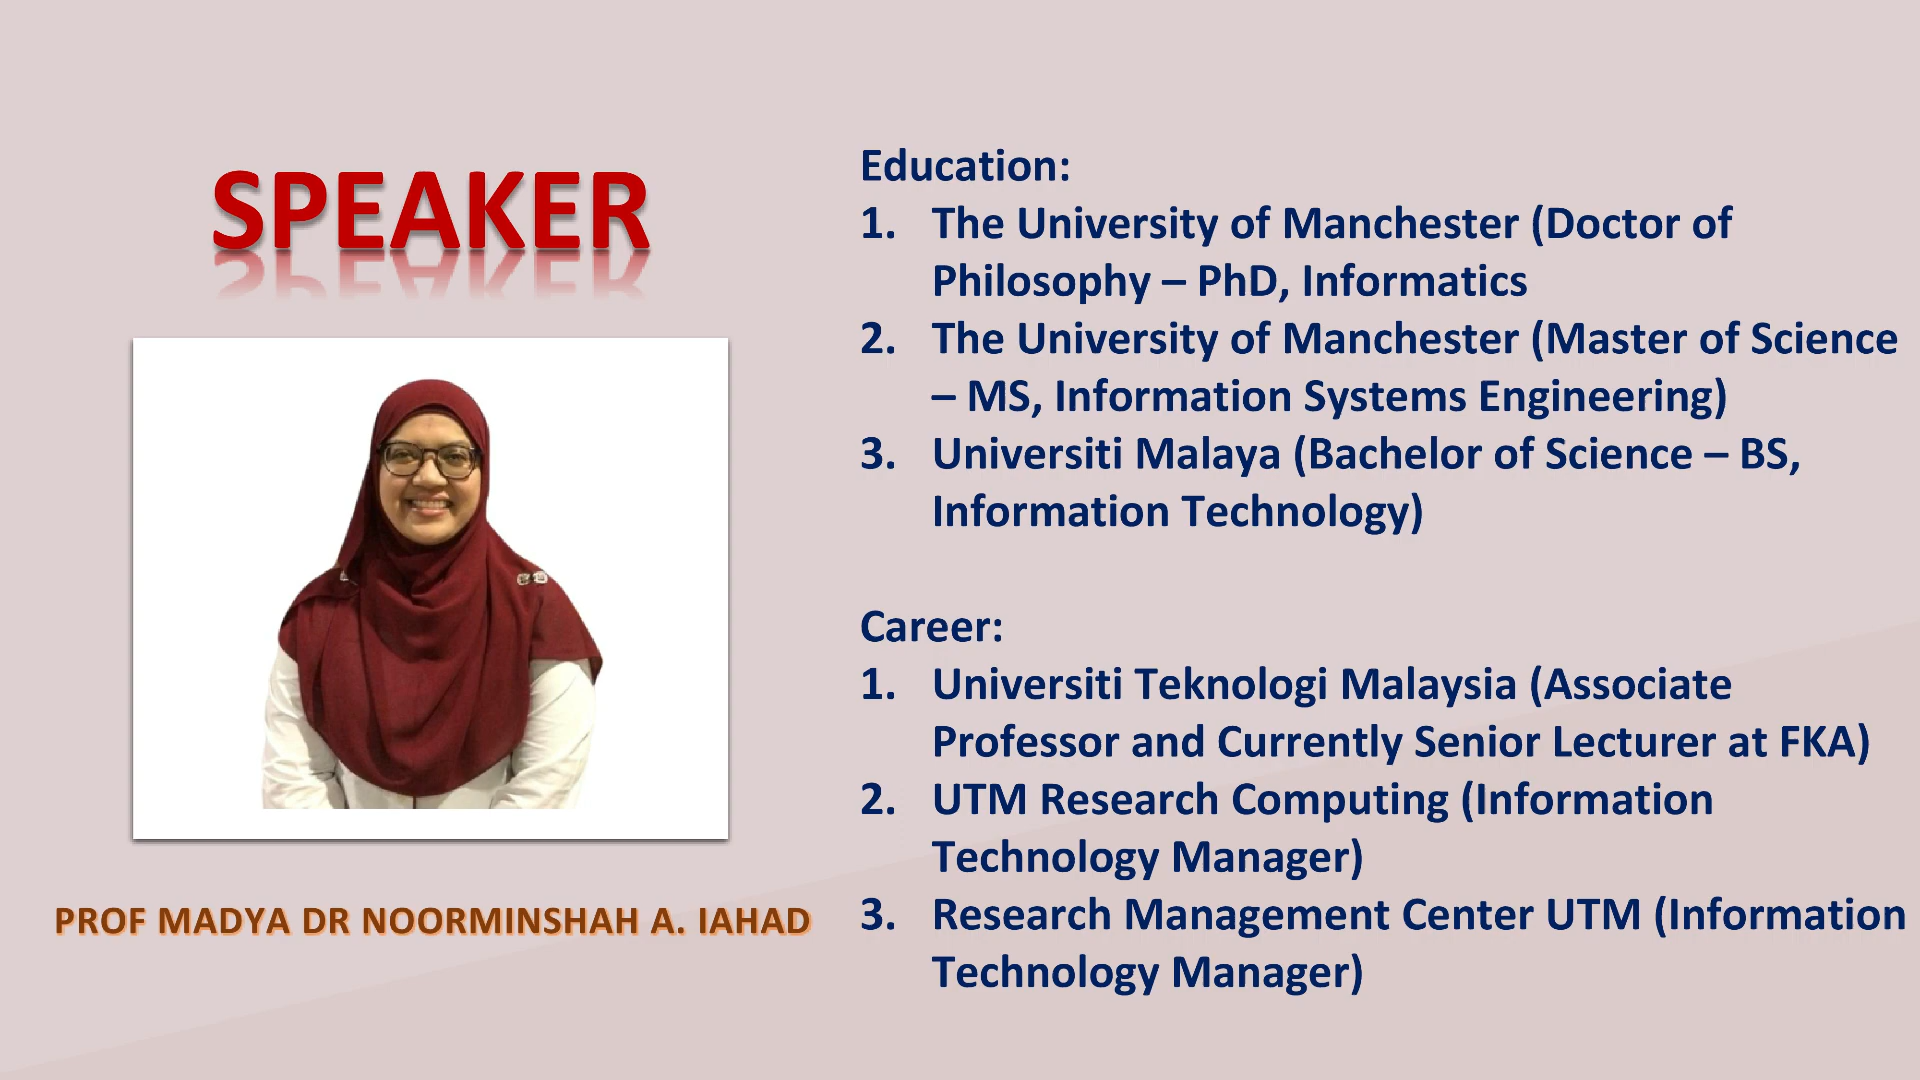 SPEAKER
PROF MADYA DR NOORMINSHAH A. IAHAD
Education:
1. The University of Manchester (Doctor of
Philosophy – PhD, Informatics
2. The University of Manchester (Master of Science
– MS, Information Systems Engineering)
3. Universiti Malaya (Bachelor of Science – BS,
Information Technology)
Career:
1. Universiti Teknologi Malaysia (Associate
Professor and Currently Senior Lecturer at FKA)
2. UTM Research Computing (Information
Technology Manager)
3. Research Management Center UTM (Information
Technology Manager)